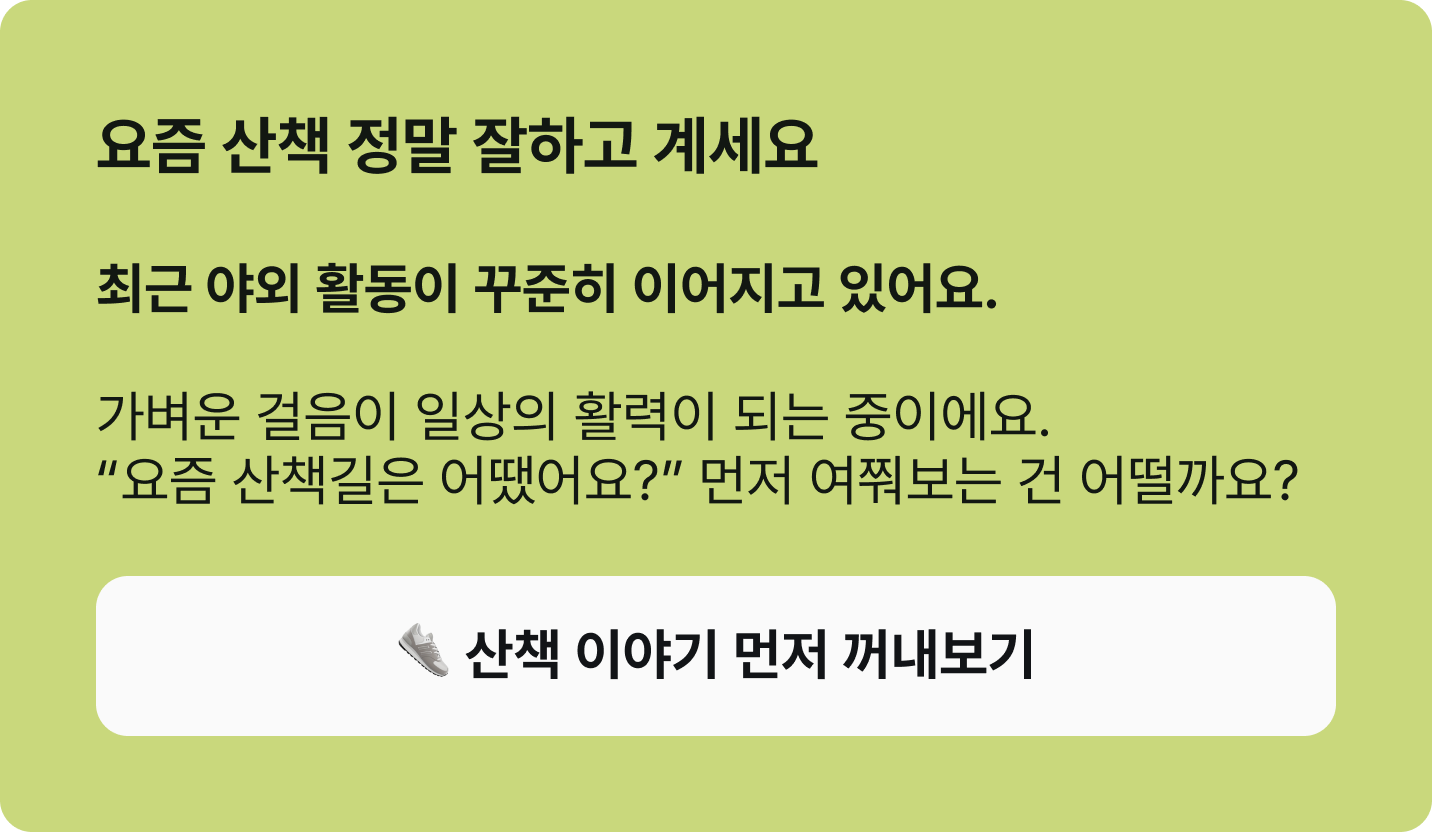 요즘 산책 정말 잘하고 계세요
최근 야외 활동이 꾸준히 이어지고 있어요.
가벼운 걸음이 일상의 활력이 되는 중이에요.
“요즘 산책길은 어땠어요?” 먼저 여쭤보는 건 어떨까요?
산책 이야기 먼저 꺼내보기